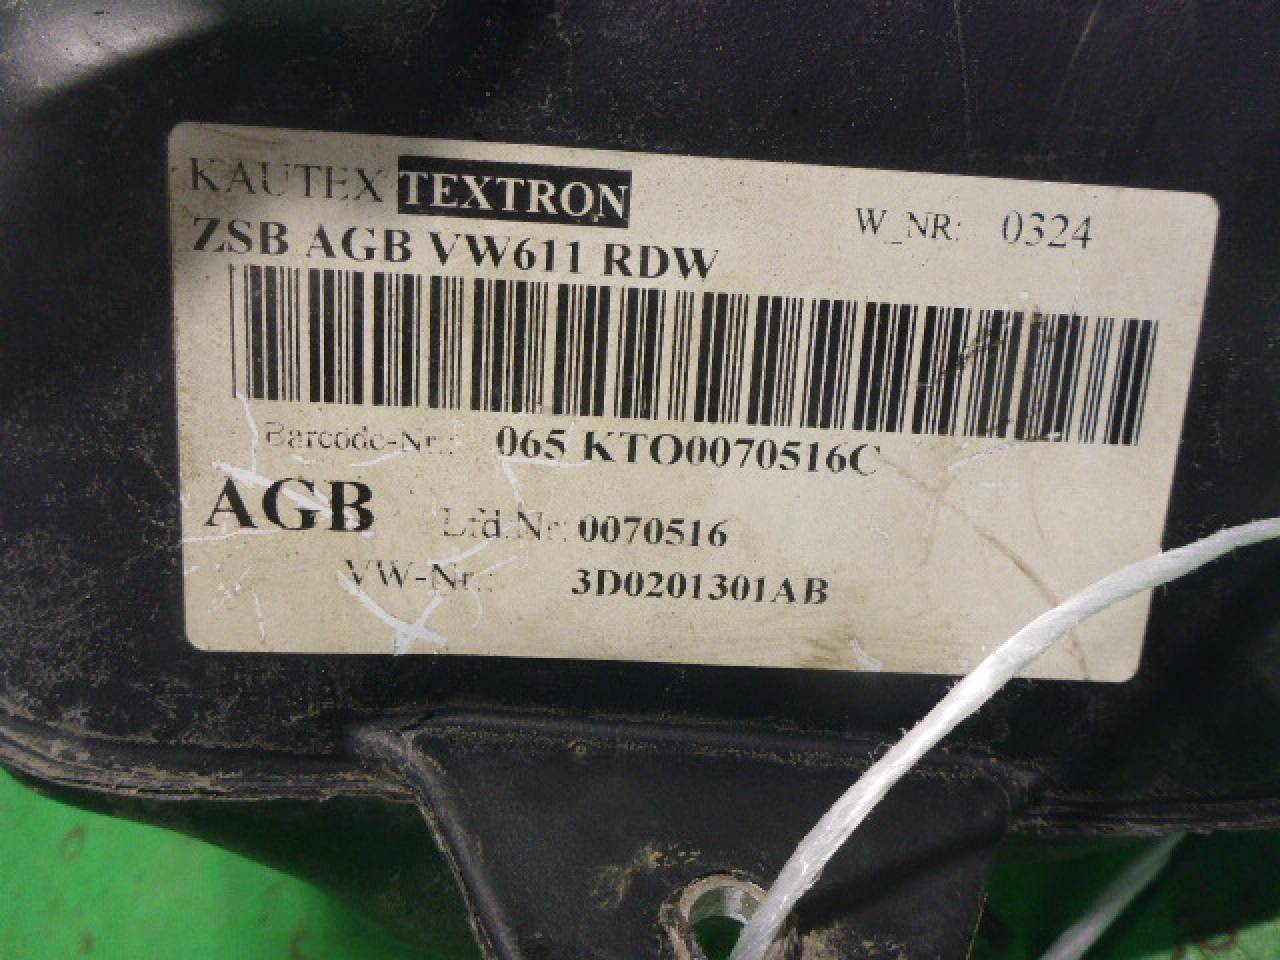 KAUTEX TEXTRON
W_NR: 0324
ZSB AGB VW611 RDW
Barcode-Nr.: 065 KTO0070516C
AGB Lfd.Nr: 0070516
VW-Nr.: 3D0201301AB